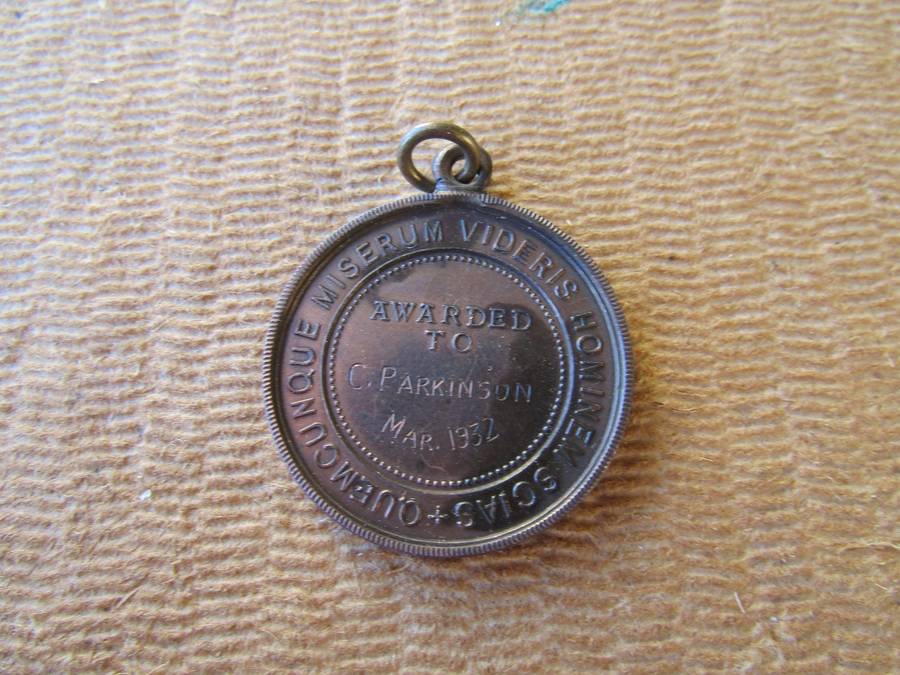 QUEMCUNQUE MISERUM VIDERIS HOMINEM SCIAS +
AWARDED
TO
C. PARKINSON
MAR. 1932